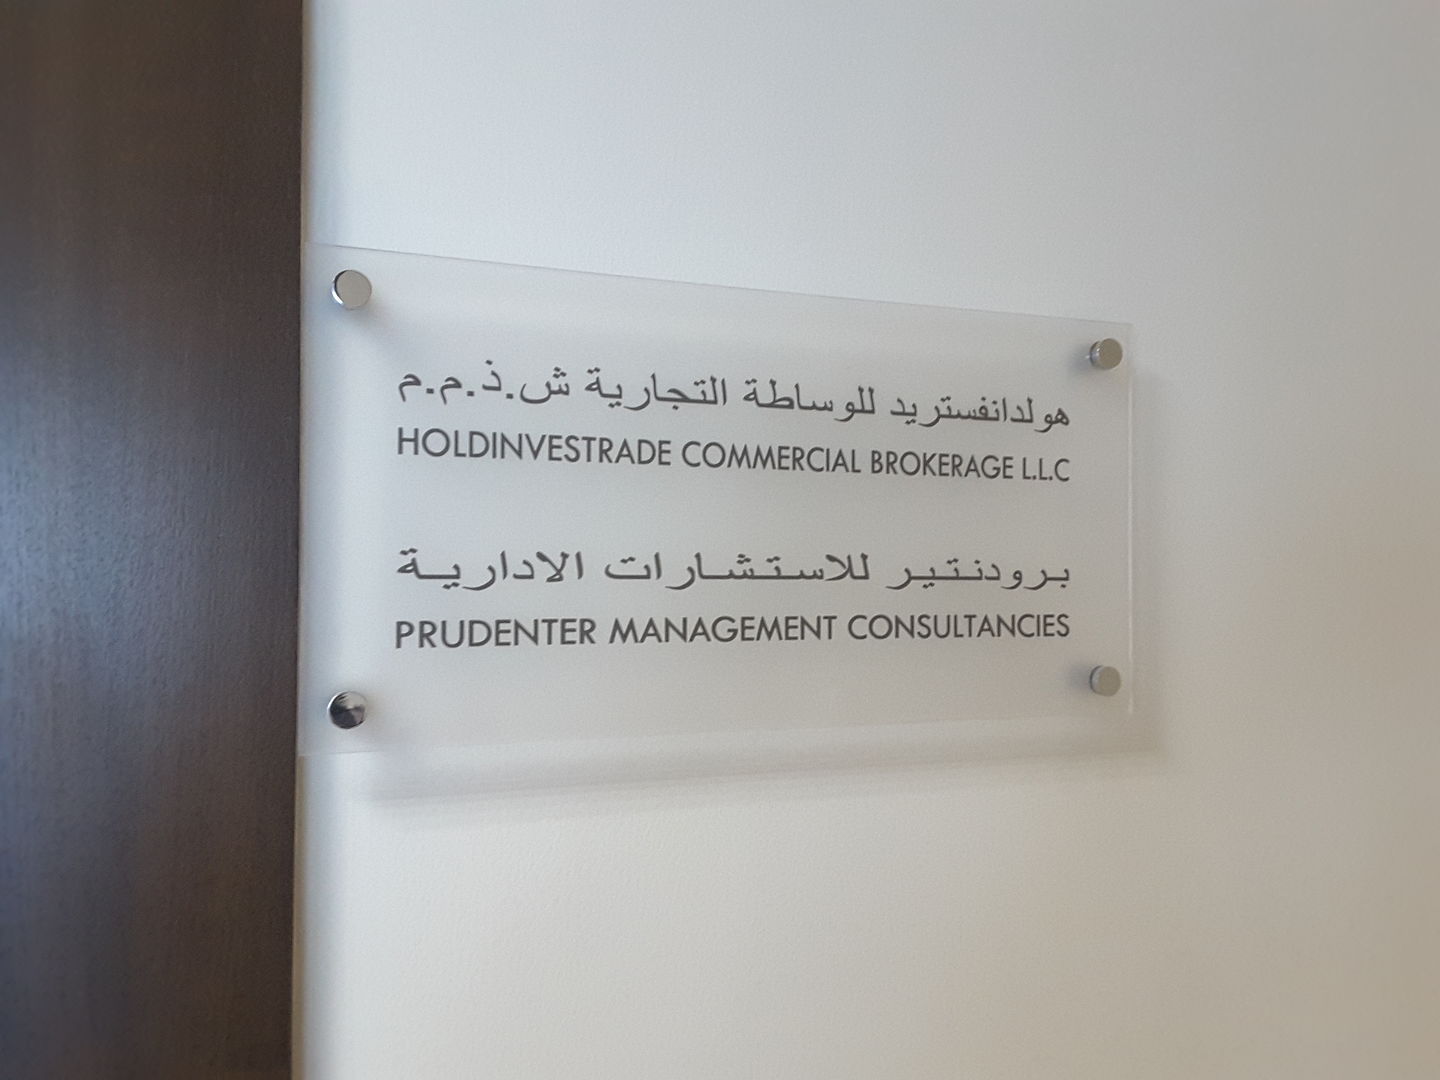 هولدانفستريد للوساطة التجارية ش.ذ.م.م
HOLDINVESTRADE COMMERCIAL BROKERAGE L.L.C
برودنتير للاستشارات الادارية
PRUDENTER MANAGEMENT CONSULTANCIES